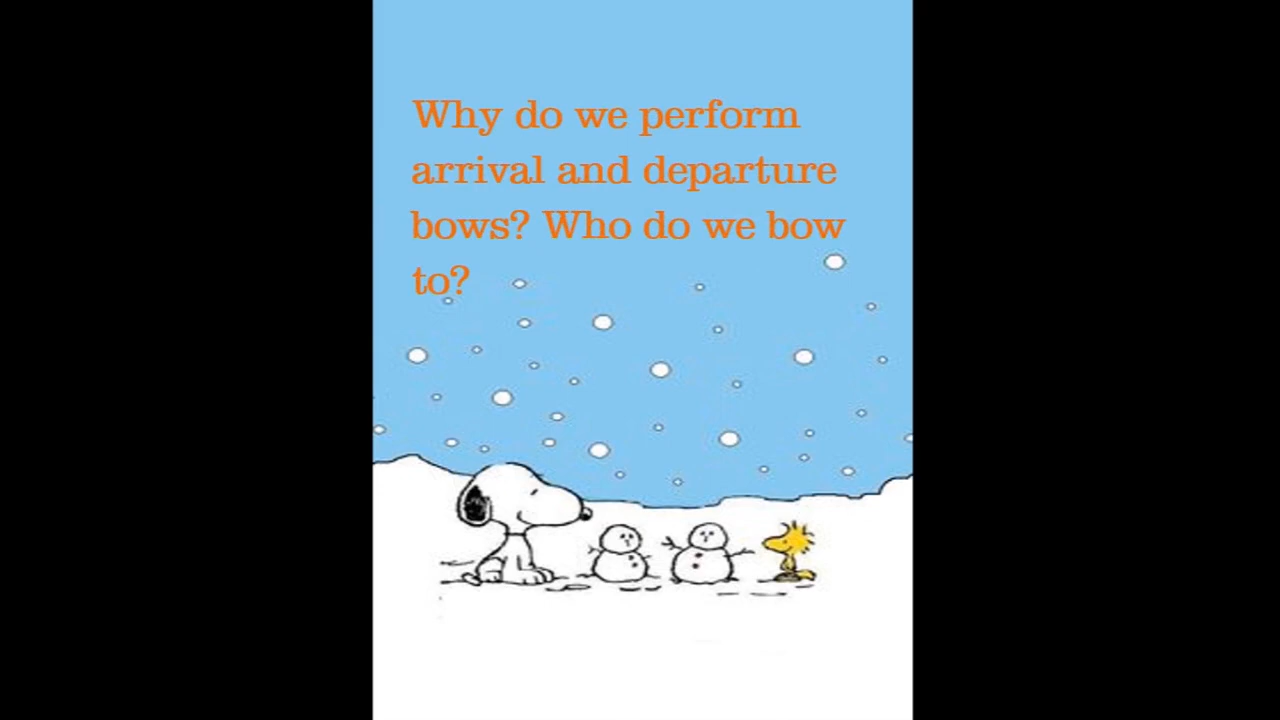 Why do we perform
arrival and departure
bows? Who do we bow
to?